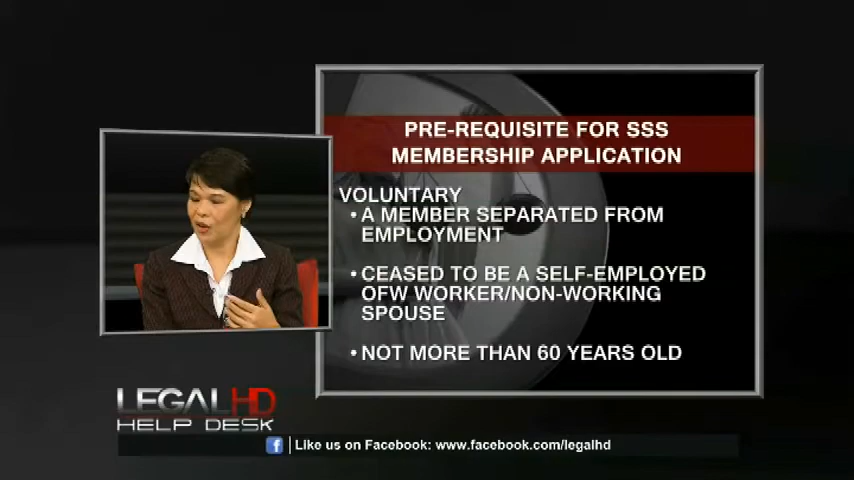 PRE-REQUISITE FOR SSS
MEMBERSHIP APPLICATION
VOLUNTARY
• A MEMBER SEPARATED FROM
EMPLOYMENT
• CEASED TO BE A SELF-EMPLOYED
OFW WORKER/NON-WORKING
SPOUSE
• NOT MORE THAN 60 YEARS OLD
LEGALHD
HELP DESK
f | Like us on Facebook: www.facebook.com/legalhd